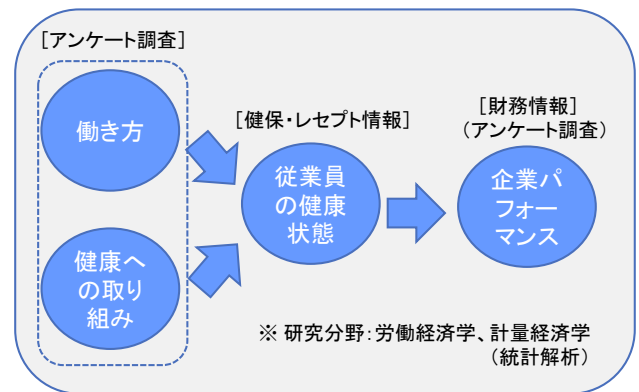 [アンケート調査]
働き方
健康へ
の取り
組み
[健保・レセプト情報]
従業員
の健康
状態
[財務情報]
(アンケート調査)
企業パ
フォー
マンス
※ 研究分野:労働経済学、計量経済学
(統計解析)